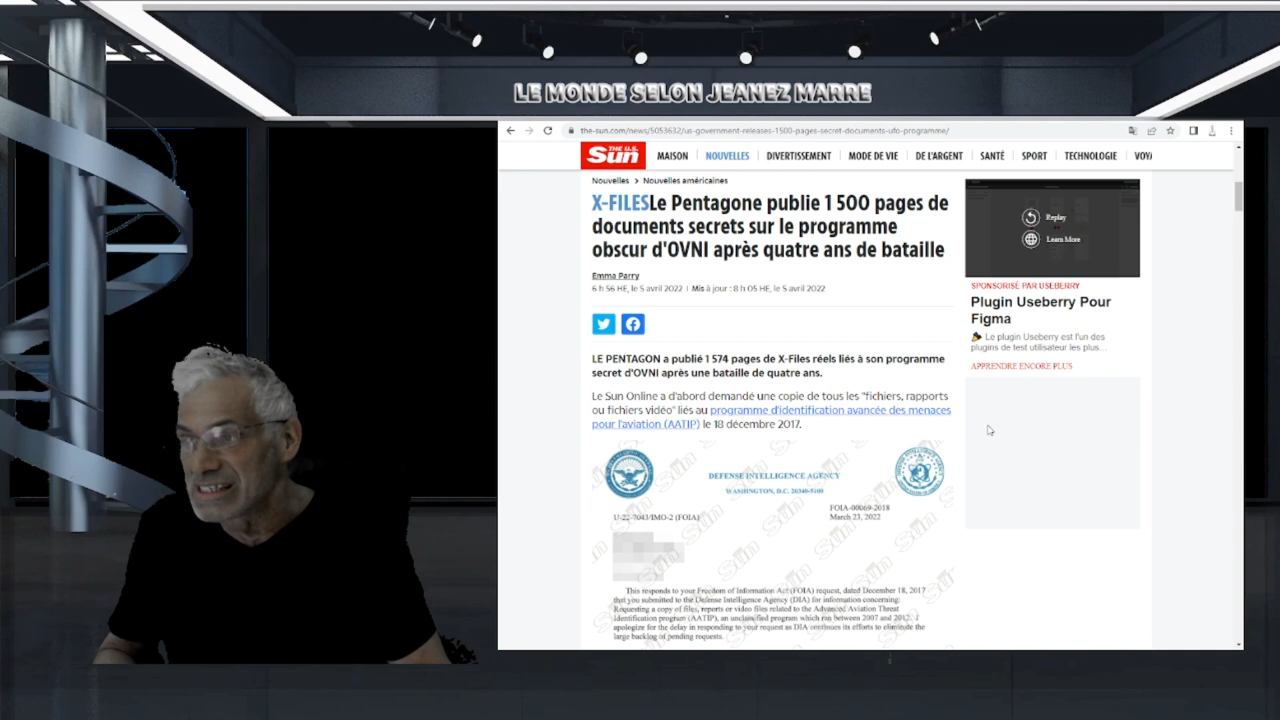 LE MONDE SELON JEANEZ MARRE
the-sun.com/news/5053632/us-government-releases-1500-pages-secret-documents-ufo-programme/
THE U.S. Sun
MAISON NOUVELLES DIVERTISSEMENT MODE DE VIE DE L'ARGENT SANTÉ SPORT TECHNOLOGIE VOYA
Nouvelles > Nouvelles américaines
X-FILESLe Pentagone publie 1 500 pages de
documents secrets sur le programme
obscur d'OVNI après quatre ans de bataille
Emma Parry
6 h 56 HE, le 5 avril 2022 | Mis à jour : 8 h 05 HE, le 5 avril 2022
LE PENTAGON a publié 1 574 pages de X-Files réels liés à son programme
secret d'OVNI après une bataille de quatre ans.
Le Sun Online a d'abord demandé une copie de tous les "fichiers, rapports
ou fichiers vidéo" liés au programme d'identification avancée des menaces
pour l'aviation (AATIP) le 18 décembre 2017.
DEFENSE INTELLIGENCE AGENCY
WASHINGTON, D.C. 20340-5100
U-22-7043/IMO-2 (FOIA)
FOIA-00069-2018
March 23, 2022
This responds to your Freedom of Information Act (FOIA) request, dated December 18, 2017
that you submitted to the Defense Intelligence Agency (DIA) for information concerning:
Requesting a copy of files, reports or video files related to the Advanced Aviation Threat
Identification program (AATIP), an unclassified program which ran between 2007 and 2012. I
apologize for the delay in responding to your request as DIA continues its efforts to eliminate the
large backlog of pending requests.
Replay
Learn More
SPONSORISÉ PAR USEBERRY
Plugin Useberry Pour
Figma
Le plugin Useberry est l'un des
plugins de test utilisateur les plus...
APPRENDRE ENCORE PLUS